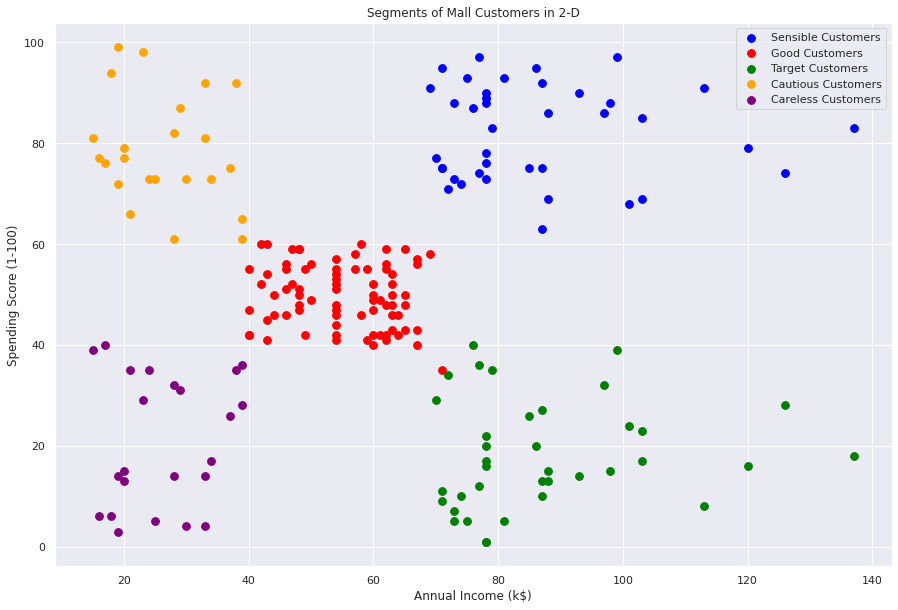 Segments of Mall Customers in 2-D
Sensible Customers
Good Customers
Target Customers
Cautious Customers
Careless Customers
Spending Score (1-100)
100
80
60
40
20
0
20
40
60
80
100
120
140
Annual Income (k$)